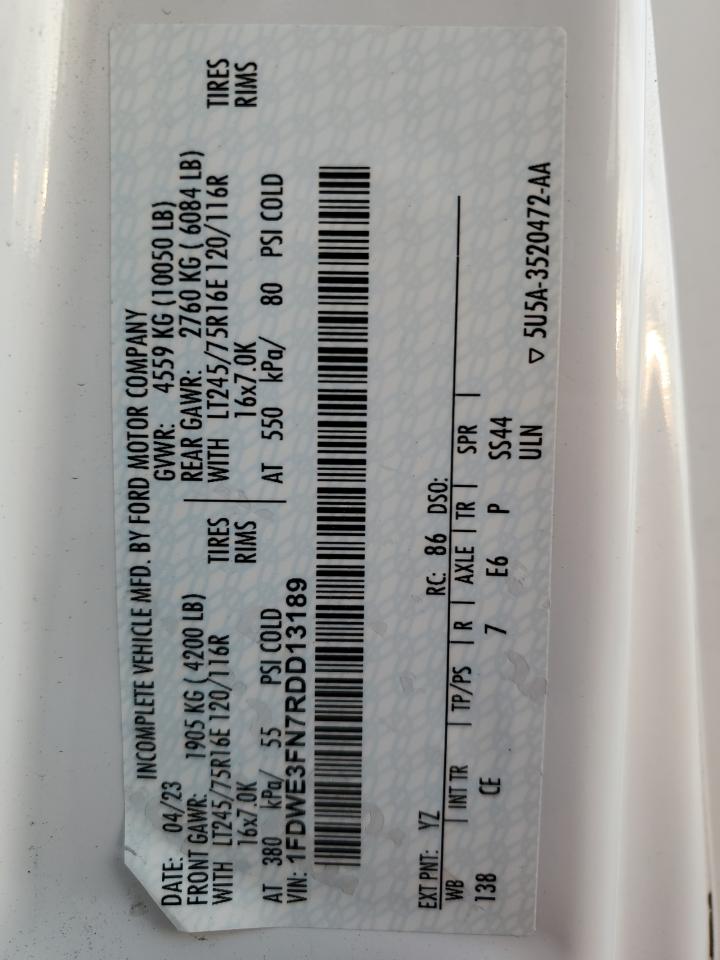 INCOMPLETE VEHICLE MFD. BY FORD MOTOR COMPANY
DATE: 04/23 GVWR: 4559 KG (10050 LB)
FRONT GAWR: 1905 KG ( 4200 LB) REAR GAWR: 2760 KG ( 6084 LB)
WITH LT245/75R16E 120/116R TIRES WITH LT245/75R16E 120/116R TIRES
16x7.0K RIMS 16x7.0K RIMS
AT 380 kPa/ 55 PSI COLD AT 550 kPa/ 80 PSI COLD
VIN: 1FDWE3FN7RDD13189
EXT PNT: YZ RC: 86 DSO:
WB | INT TR | TP/PS | R | AXLE | TR | SPR |
138 CE 7 E6 P SS44
ULN
▽ 5U5A-3520472-AA